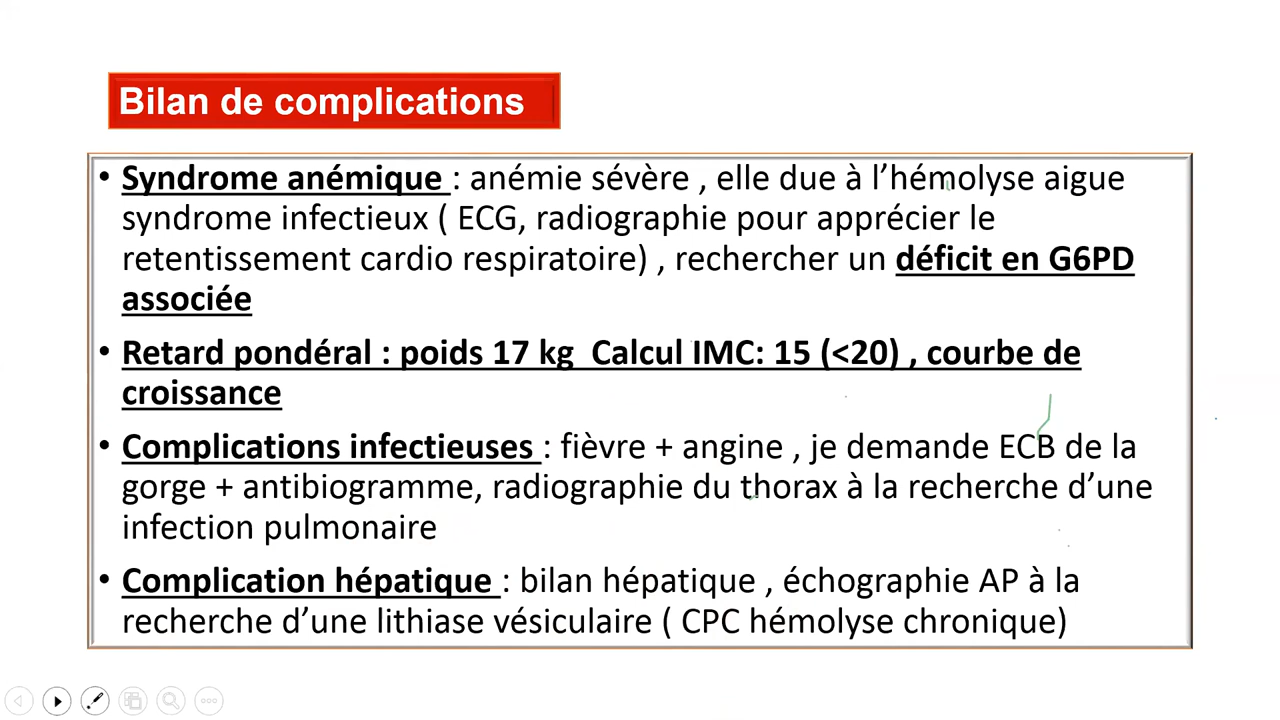 Bilan de complications
• Syndrome anémique : anémie sévère , elle due à l’hémolyse aigue
syndrome infectieux ( ECG, radiographie pour apprécier le
retentissement cardio respiratoire) , rechercher un déficit en G6PD
associée
• Retard pondéral : poids 17 kg Calcul IMC: 15 (<20) , courbe de
croissance
• Complications infectieuses : fièvre + angine , je demande ECB de la
gorge + antibiogramme, radiographie du thorax à la recherche d’une
infection pulmonaire
• Complication hépatique : bilan hépatique , échographie AP à la
recherche d’une lithiase vésiculaire ( CPC hémolyse chronique)